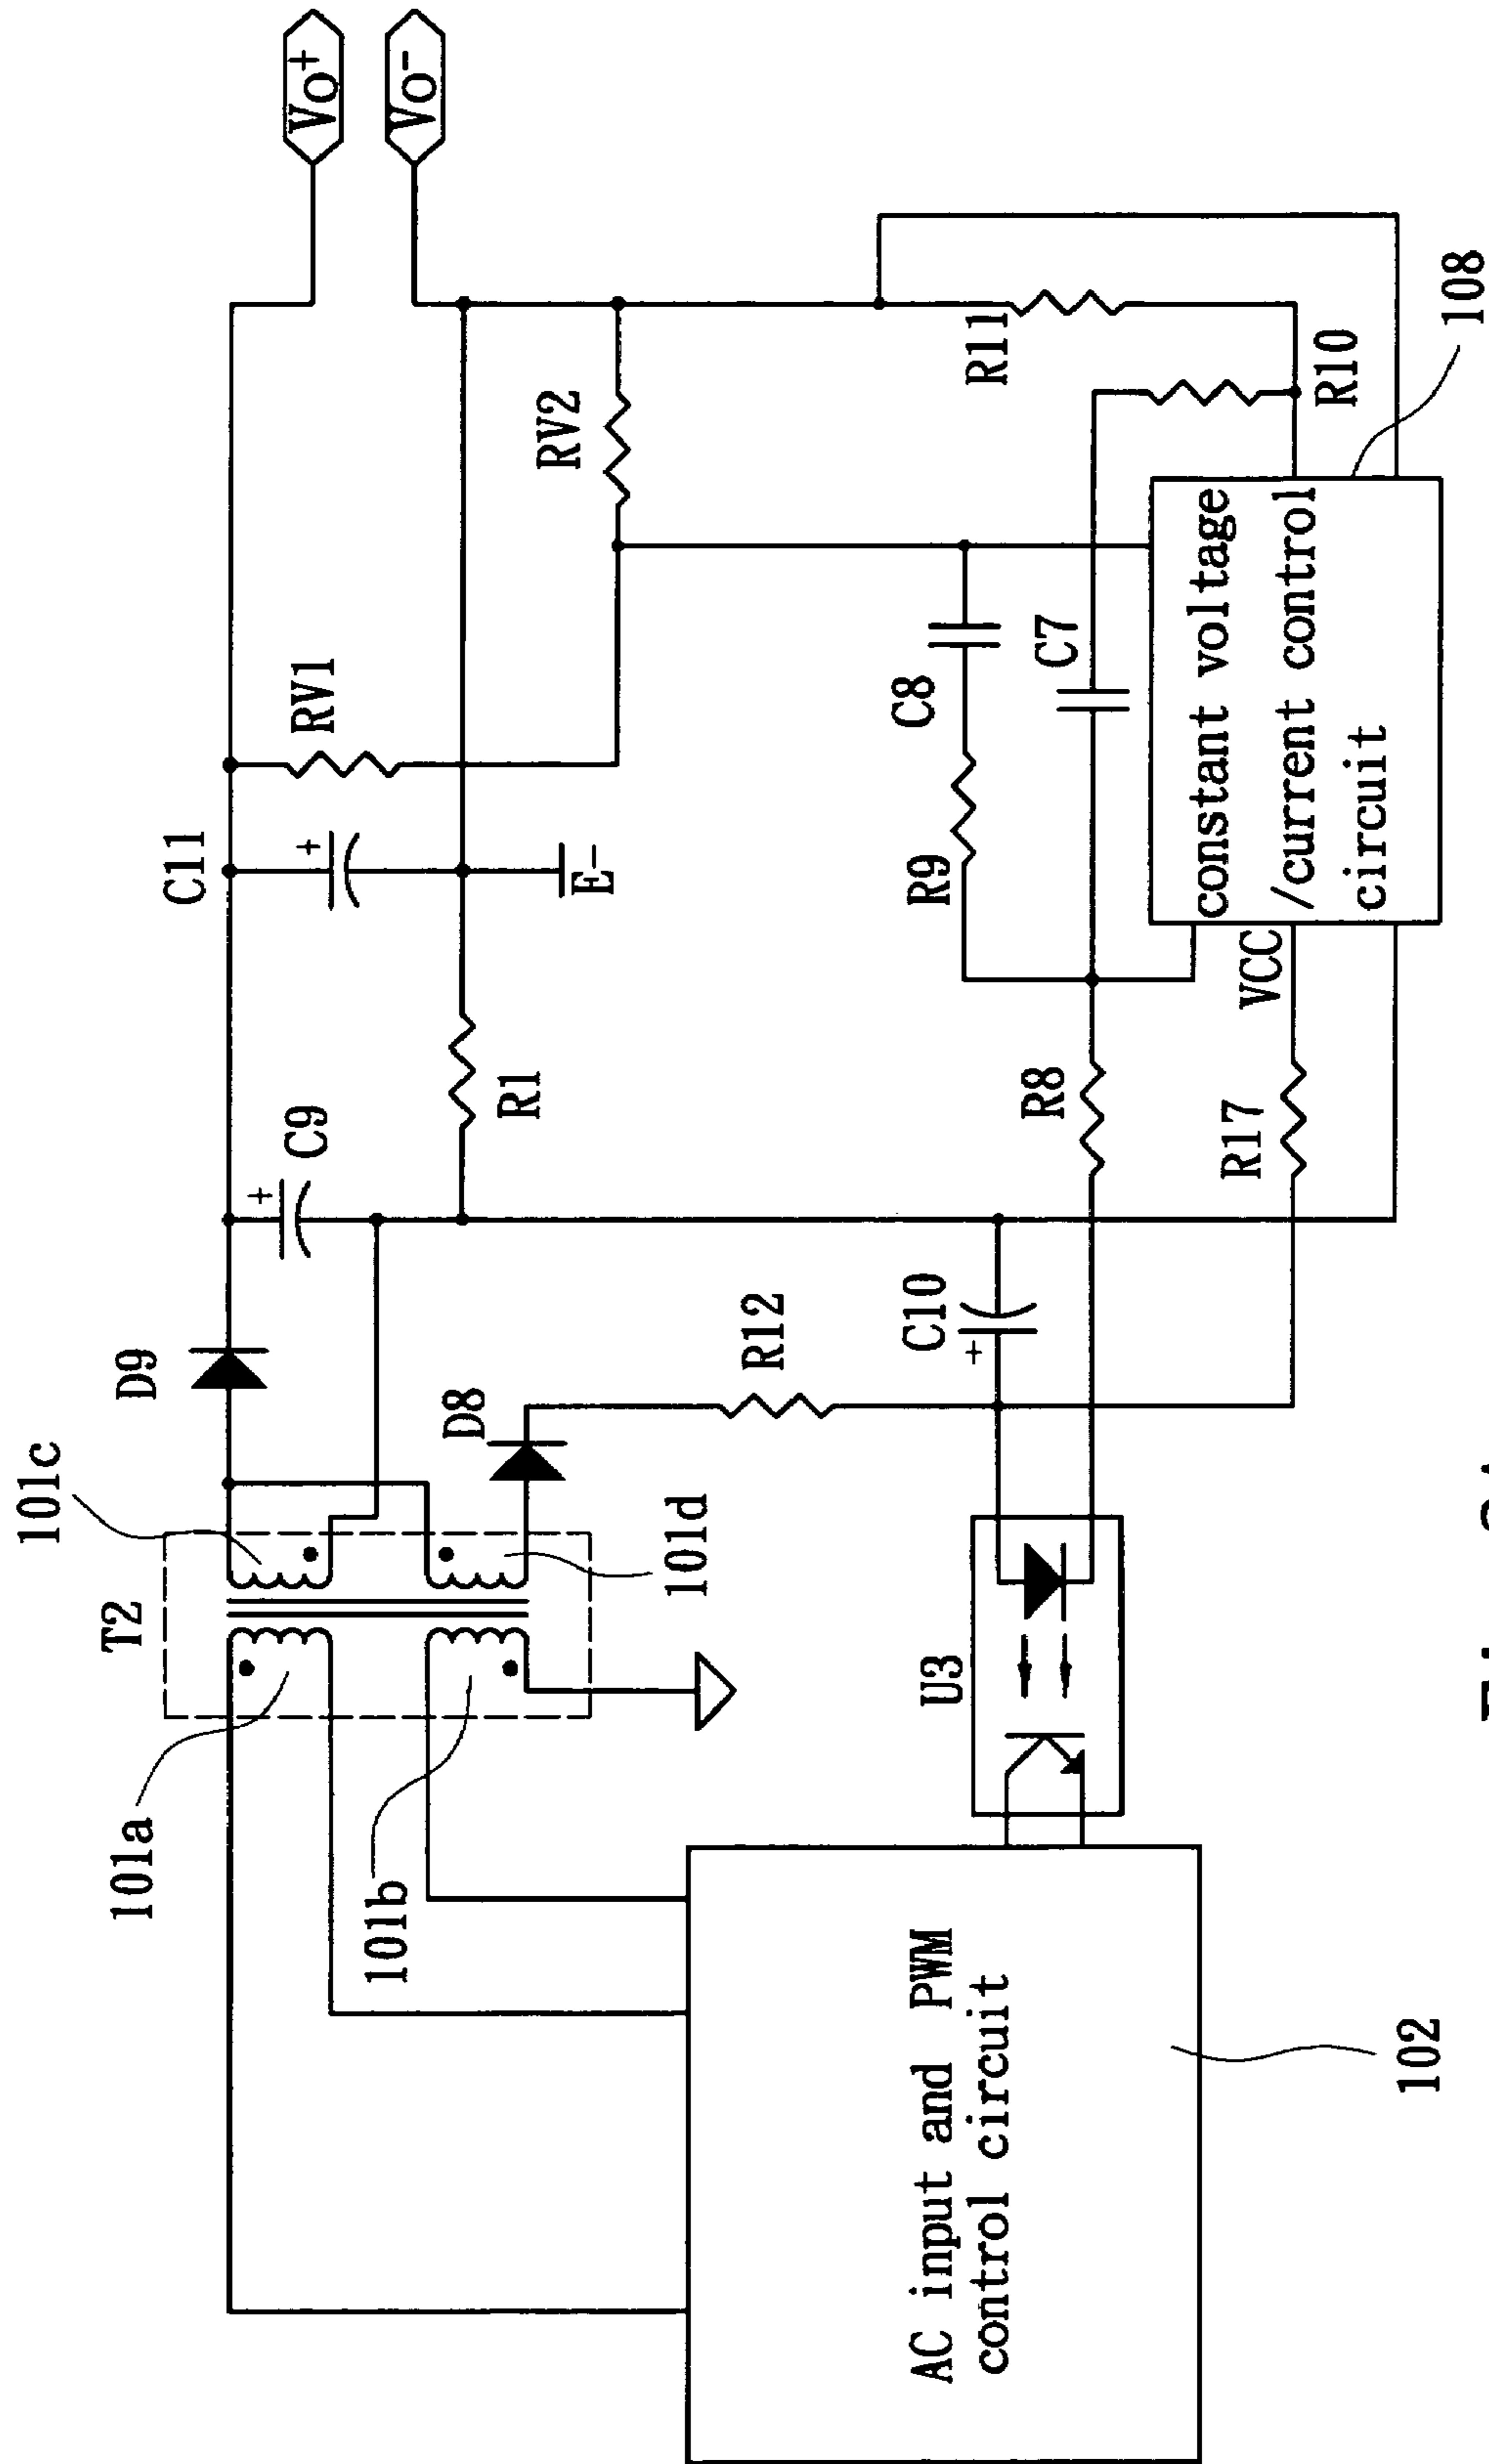 T2
101c
D9
C9
C11
RV1
Vo+
Vo-
101a
101b
101d
D8
R1
E-
RV2
R12
C10
R9
C8
C7
R11
R10
U3
R8
R17
VCC
AC input and PWM
control circuit
constant voltage
/current control
circuit
102
108